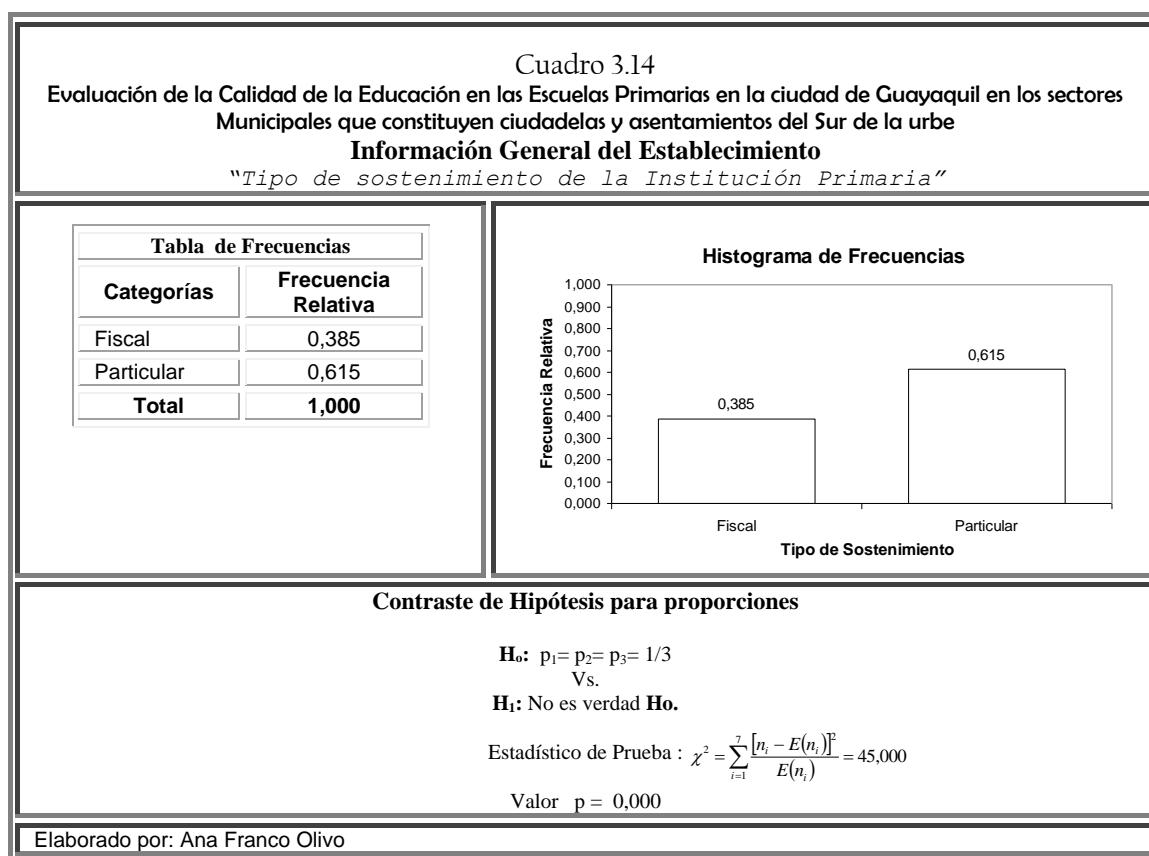 Cuadro 3.14
Evaluación de la Calidad de la Educación en las Escuelas Primarias en la ciudad de Guayaquil en los sectores
Municipales que constituyen ciudadelas y asentamientos del Sur de la urbe
Información General del Establecimiento
“Tipo de sostenimiento de la Institución Primaria”
Tabla de Frecuencias
Categorías
Frecuencia
Relativa
Fiscal 0,385
Particular 0,615
Total 1,000
Histograma de Frecuencias
Frecuencia Relativa
1,000
0,900
0,800
0,700
0,600
0,500
0,400
0,300
0,200
0,100
0,000
0,385
0,615
Fiscal Particular
Tipo de Sostenimiento
Contraste de Hipótesis para proporciones
Hₒ: p₁= p₂= p₃= 1/3
Vs.
H₁: No es verdad Ho.
Estadístico de Prueba : χ² = ∑_{i=1}^{7} [n_i − E(n_i)]² / E(n_i) = 45,000
Valor p = 0,000
Elaborado por: Ana Franco Olivo